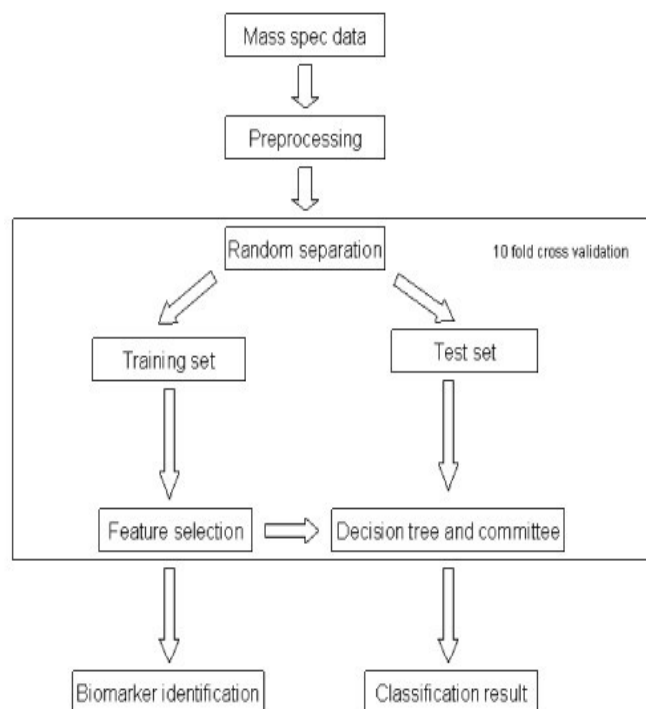 Mass spec data
Preprocessing
Random separation
10 fold cross validation
Training set
Test set
Feature selection
Decision tree and committee
Biomarker identification
Classification result